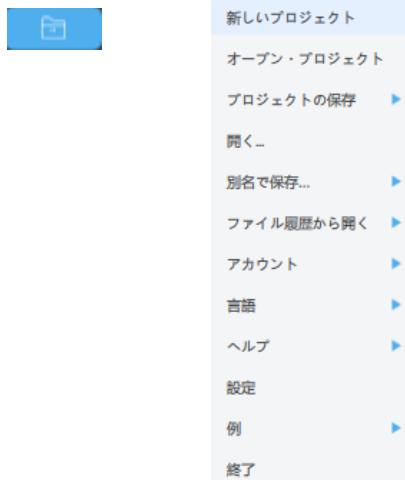 新しいプロジェクト
オープン・プロジェクト
プロジェクトの保存
開く...
別名で保存...
ファイル履歴から開く
アカウント
言語
ヘルプ
設定
例
終了